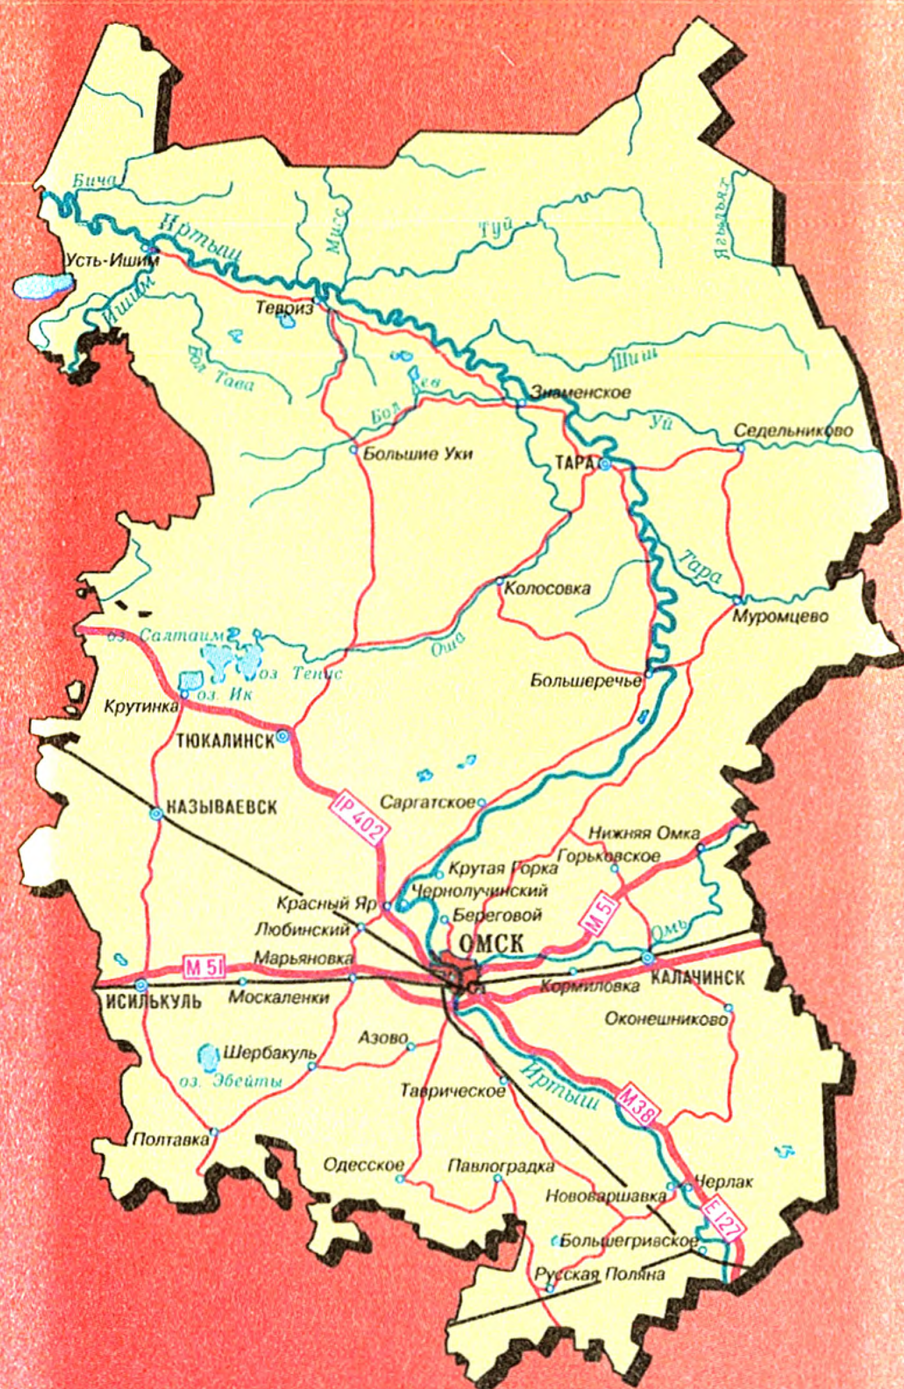 Бича
Иртыш
Мисс
Туй
Ягыльях
Усть-Ишим
Ишим
Тевриз
Бол Тава
Шиш
Бол. Аев
Знаменское
Уй
Седельниково
Большие Уки
ТАРА
Тара
Колосовка
Муромцево
оз. Салтаим
Оша
оз Тенис
оз. Ик
Большеречье
Крутинка
ТЮКАЛИНСК
Саргатское
НАЗЫВАЕВСК
IP 402
Нижняя Омка
Горьковское
Крутая Горка
Чернолучинский
Красный Яр
Береговой
М 51
Любинский
ОМСК
Омь
Марьяновка
М 51
КАЛАЧИНСК
ИСИЛЬКУЛЬ
Москаленки
Кормиловка
Оконешниково
Азово
Шербакуль
оз. Эбейты
Таврическое
Иртыш
М38
Полтавка
Одесское
Павлоградка
Нововаршавка
Черлак
Е 127
Большегривское
Русская Поляна